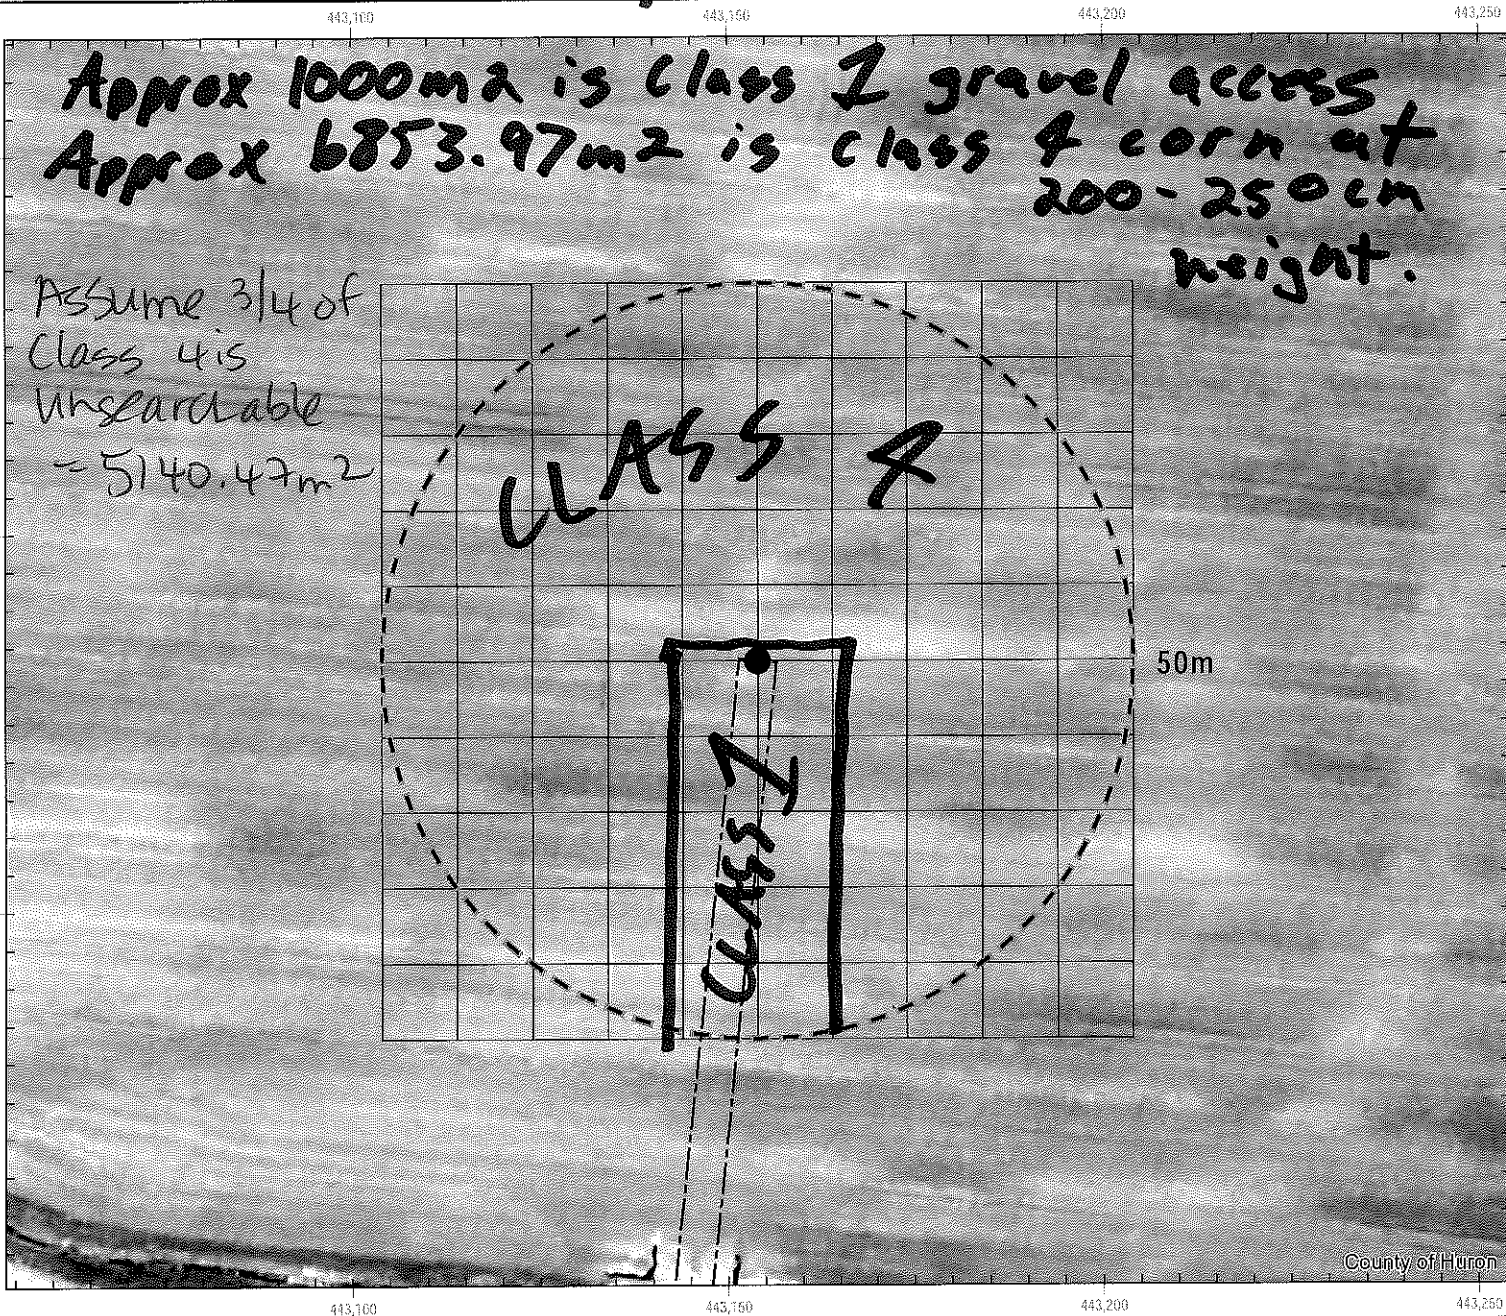 443,100 443,150 443,200 443,250
Approx 1000m2 is Class 1 gravel access,
Approx 6853.97m2 is class 4 corn at
200-250cm
height.
Assume 3/4 of
Class 4 is
Unsearchable
- 5140.47m2
CLASS 4
50m
CLASS 1
County of Huron
443,100 443,150 443,200 443,250